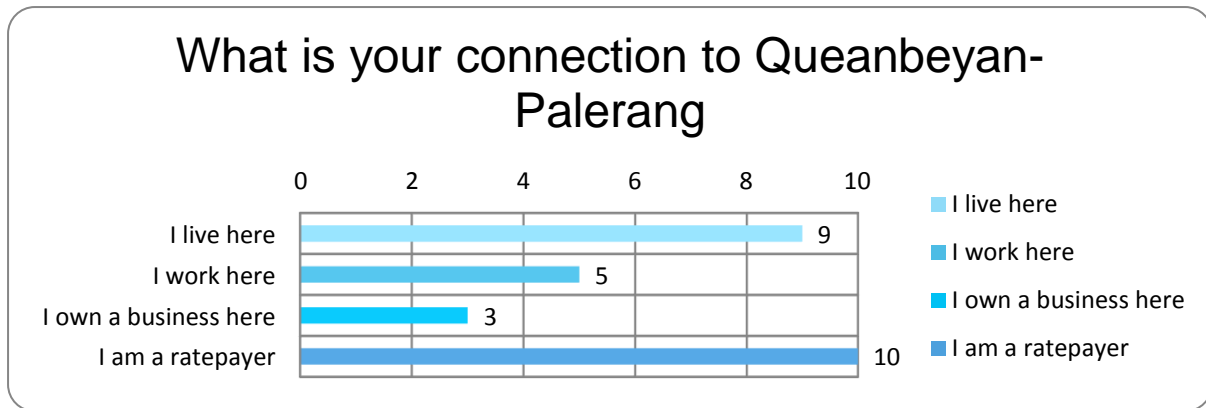 What is your connection to Queanbeyan-
Palerang
0 2 4 6 8 10
I live here 9
I work here 5
I own a business here 3
I am a ratepayer 10
I live here
I work here
I own a business here
I am a ratepayer